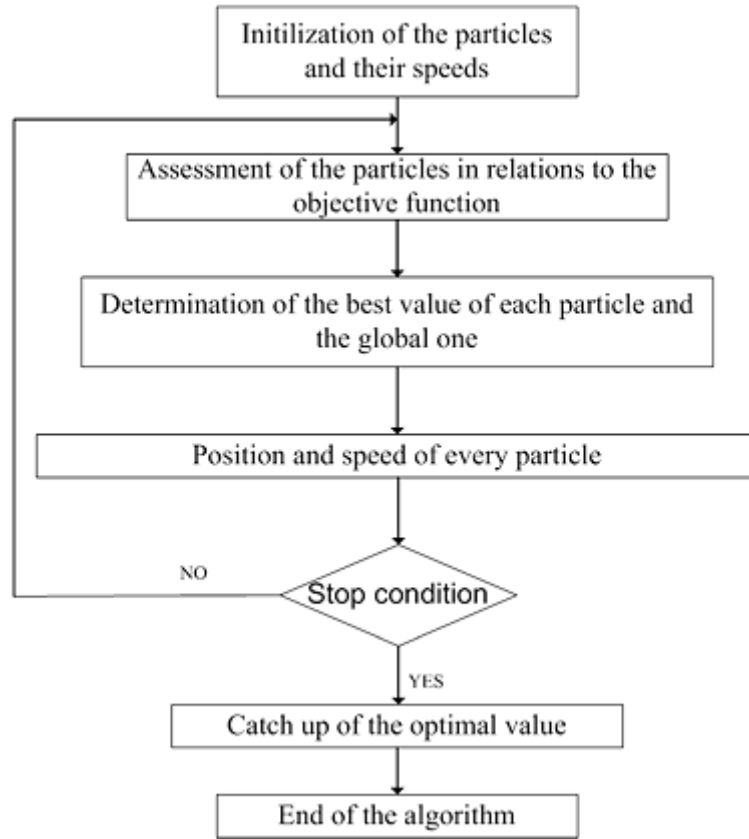 Initilization of the particles
and their speeds
Assessment of the particles in relations to the
objective function
Determination of the best value of each particle and
the global one
Position and speed of every particle
NO
Stop condition
YES
Catch up of the optimal value
End of the algorithm